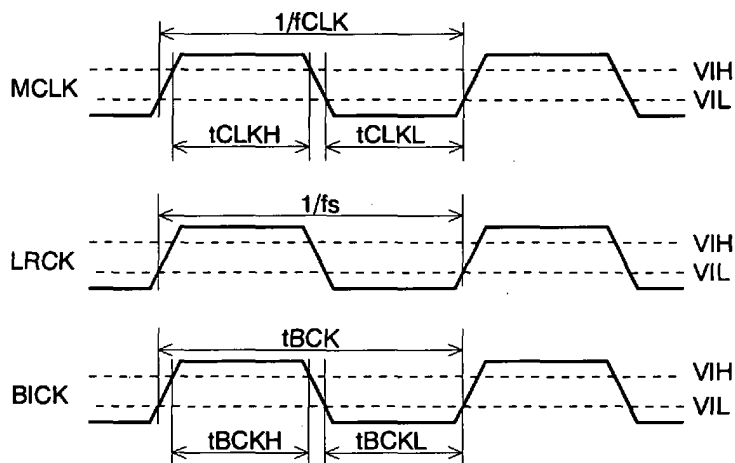 1/fCLK
MCLK
VIH
VIL
tCLKH
tCLKL
1/fs
LRCK
VIH
VIL
tBCK
BICK
VIH
VIL
tBCKH
tBCKL